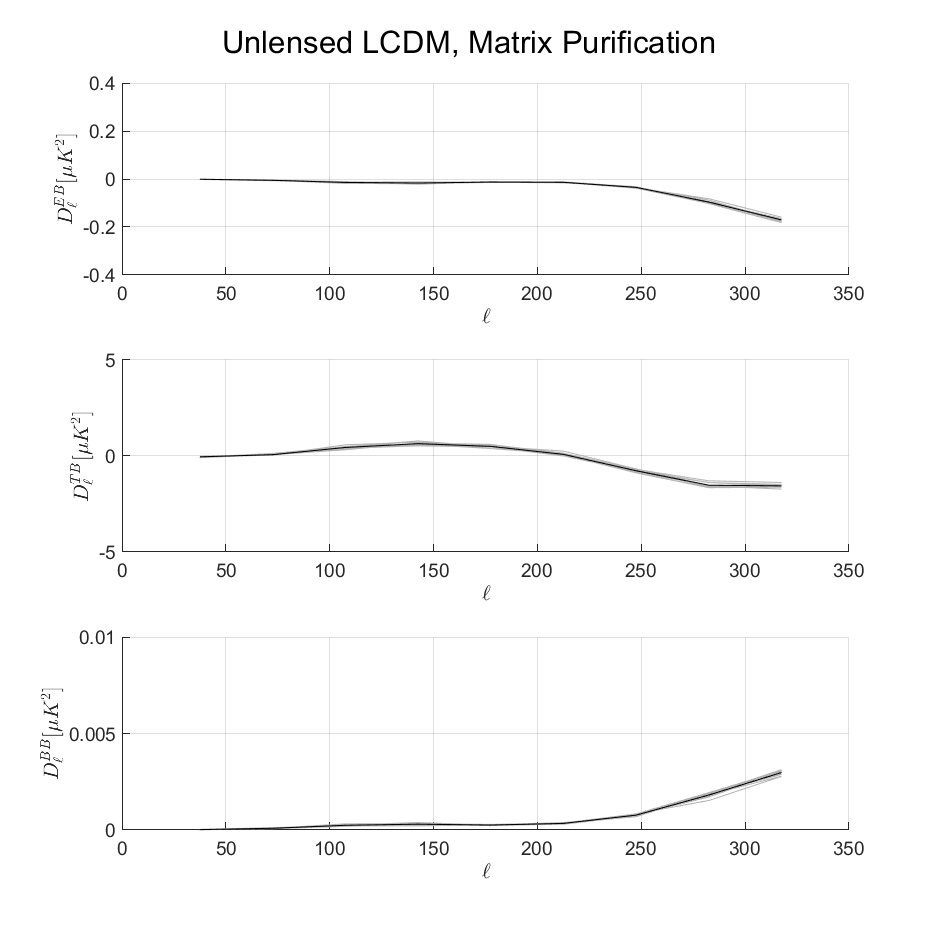 Unlensed LCDM, Matrix Purification
0.4
0.2
0
-0.2
-0.4
D_ℓ^{EB}[μK^2]
0 50 100 150 200 250 300 350
ℓ
5
0
-5
D_ℓ^{TB}[μK^2]
0 50 100 150 200 250 300 350
ℓ
0.01
0.005
0
D_ℓ^{BB}[μK^2]
0 50 100 150 200 250 300 350
ℓ